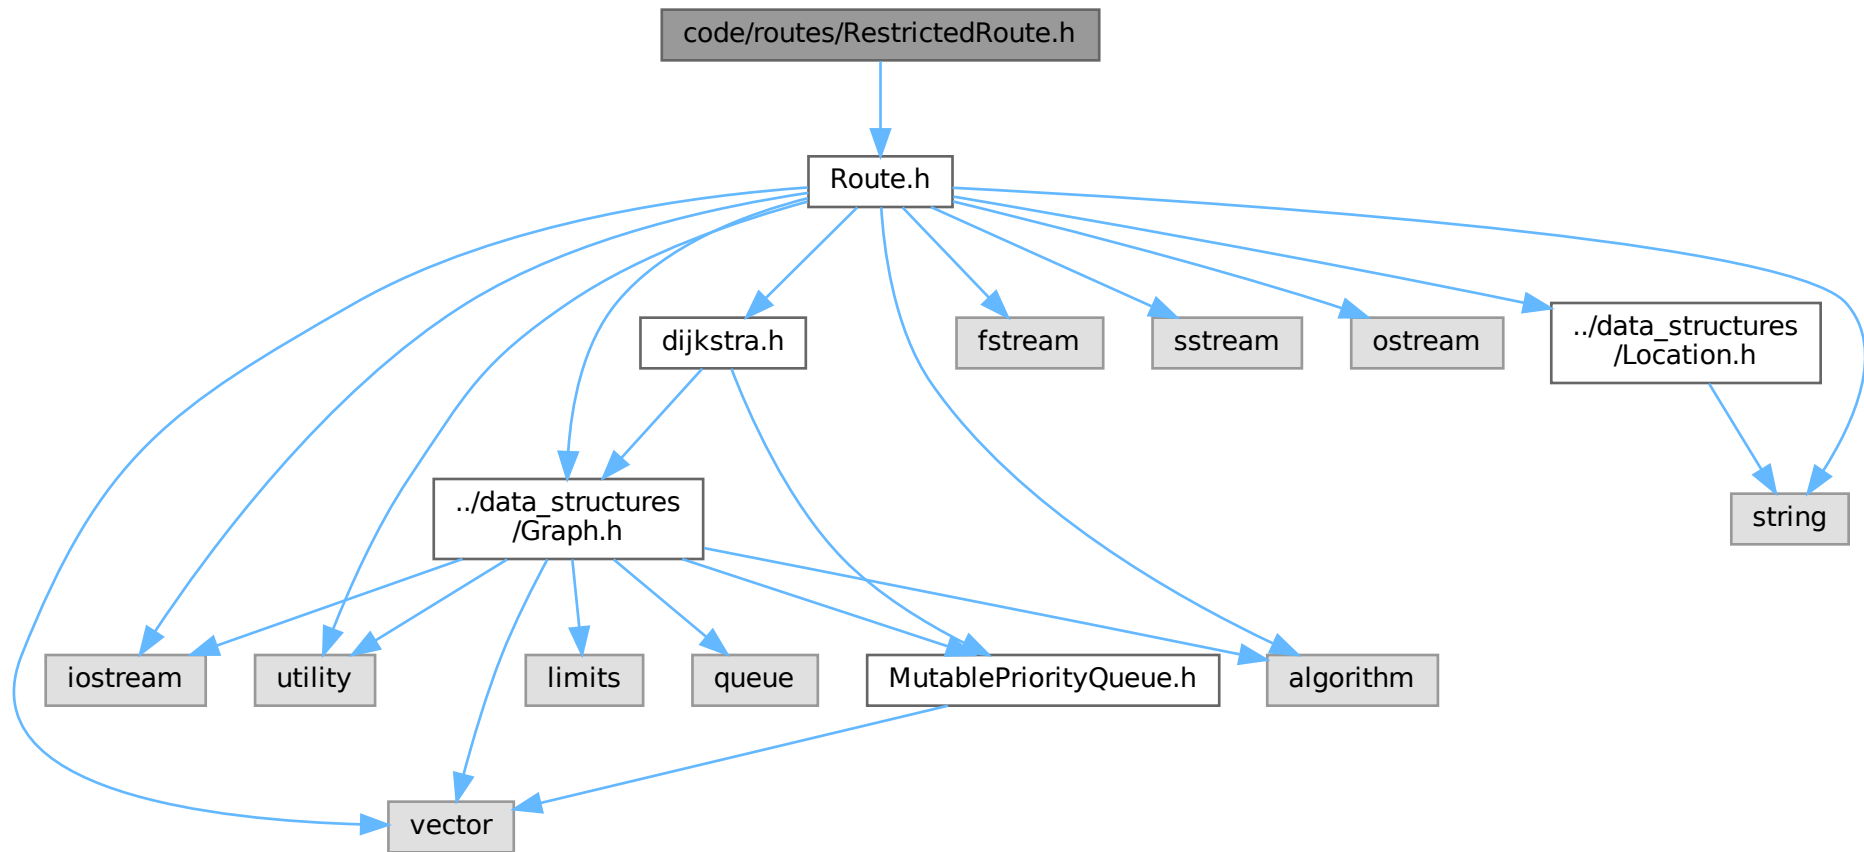 code/routes/RestrictedRoute.h
Route.h
dijkstra.h
fstream
sstream
ostream
../data_structures
/Location.h
../data_structures
/Graph.h
string
iostream
utility
limits
queue
MutablePriorityQueue.h
algorithm
vector